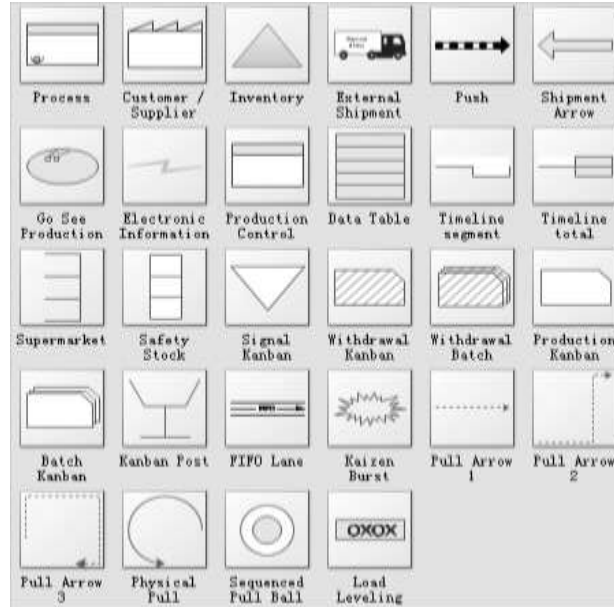 Process
Customer / Supplier
Inventory
External Shipment
Push
Shipment Arrow
Go See Production
Electronic Information
Production Control
Data Table
Timeline segment
Timeline total
Supermarket
Safety Stock
Signal Kanban
Withdrawal Kanban
Withdrawal Batch
Production Kanban
Batch Kanban
Kanban Post
FIFO
FIFO Lane
Kaizen Burst
Pull Arrow 1
Pull Arrow 2
Pull Arrow 3
Physical Pull
Sequenced Pull Ball
OXOX
Load Leveling